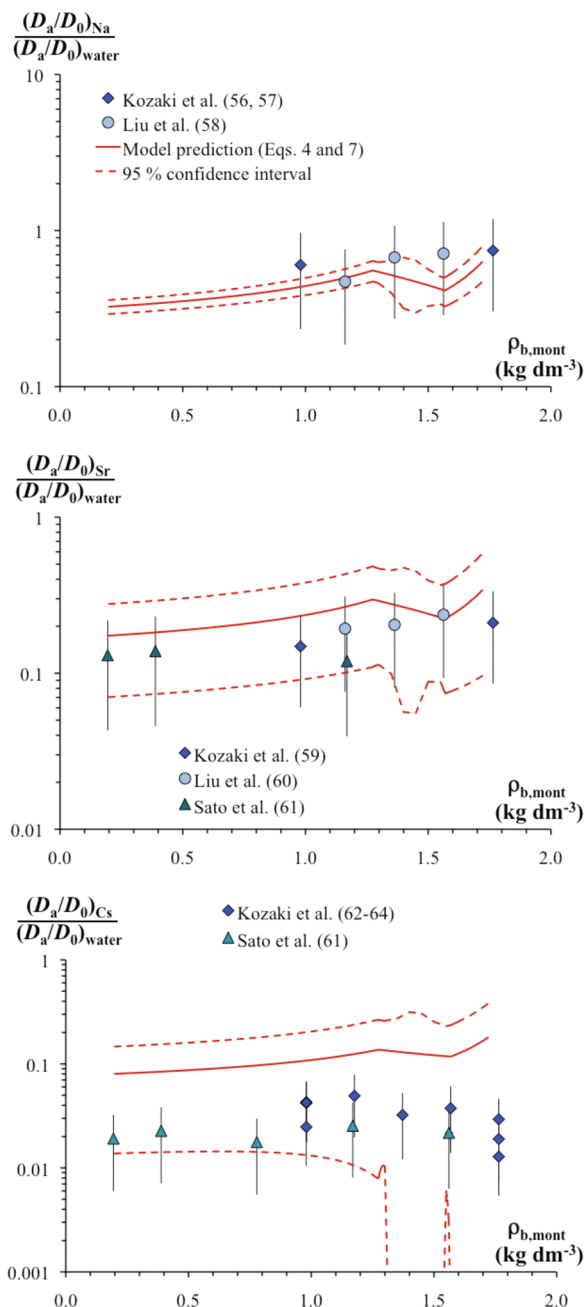 (Da/D0)Na
(Da/D0)water
10
Kozaki et al. (56, 57)
Liu et al. (58)
Model prediction (Eqs. 4 and 7)
95 % confidence interval
1
ρb,mont
(kg dm-3)
0.1
0.0 0.5 1.0 1.5 2.0
(Da/D0)Sr
(Da/D0)water
1
0.1
Kozaki et al. (59)
Liu et al. (60)
Sato et al. (61)
ρb,mont
(kg dm-3)
0.01
0.0 0.5 1.0 1.5 2.0
(Da/D0)Cs
(Da/D0)water
Kozaki et al. (62-64)
Sato et al. (61)
1
0.1
0.01
ρb,mont
(kg dm-3)
0.001
0.0 0.5 1.0 1.5 2.0